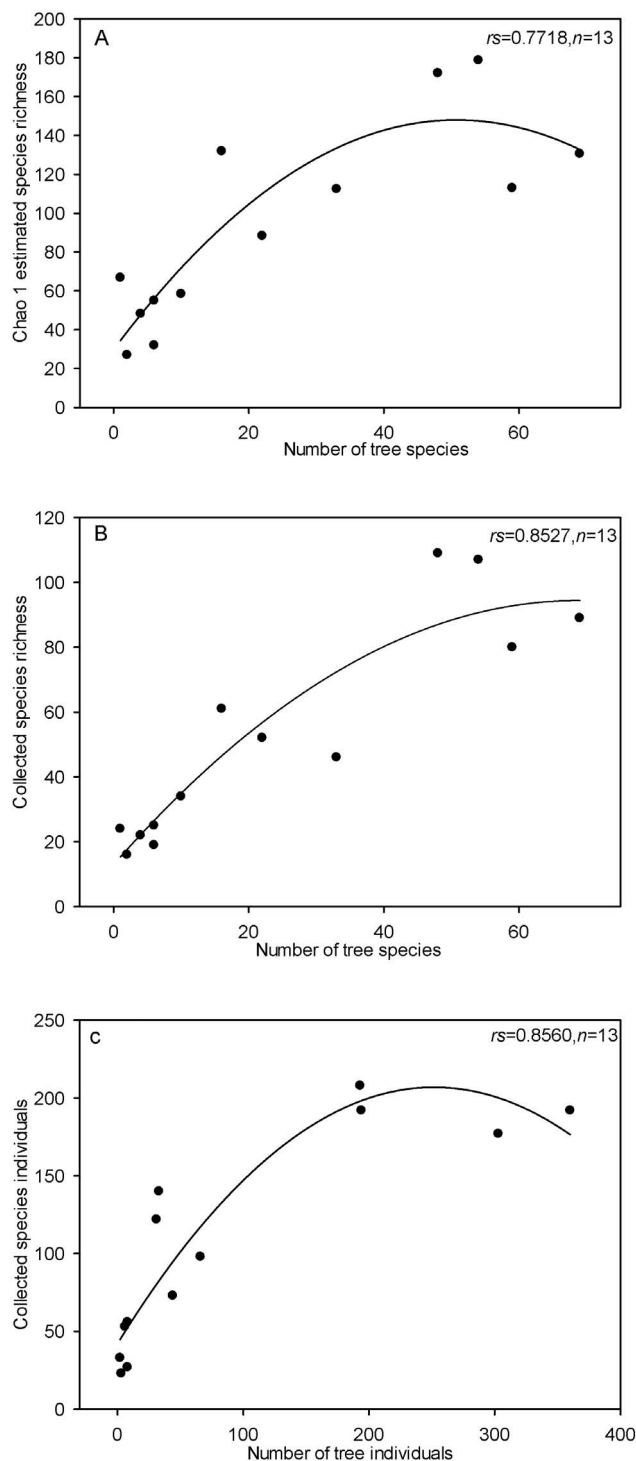 A
rs=0.7718,n=13
200
180
160
140
120
100
80
60
40
20
0
Chao 1 estimated species richness
0 20 40 60
Number of tree species
B
rs=0.8527,n=13
120
100
80
60
40
20
0
Collected species richness
0 20 40 60
Number of tree species
c
rs=0.8560,n=13
250
200
150
100
50
0
Collected species individuals
0 100 200 300 400
Number of tree individuals